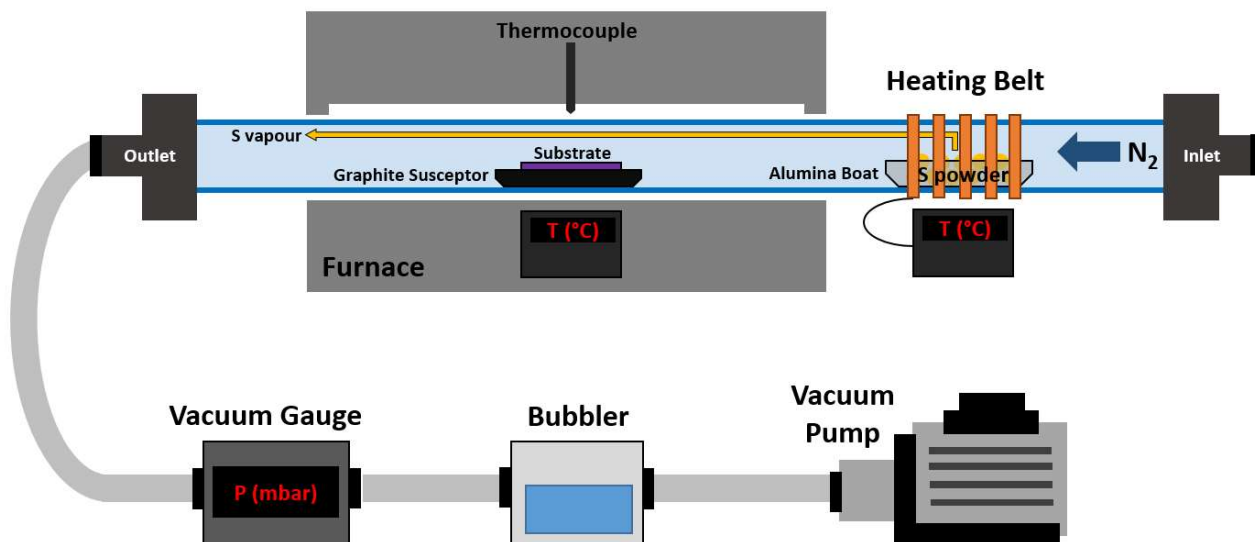 Thermocouple
Heating Belt
S vapour
Outlet
Substrate
N₂
Inlet
Graphite Susceptor
Alumina Boat
S powder
T (°C)
T (°C)
Furnace
Vacuum Gauge
Bubbler
Vacuum
Pump
P (mbar)